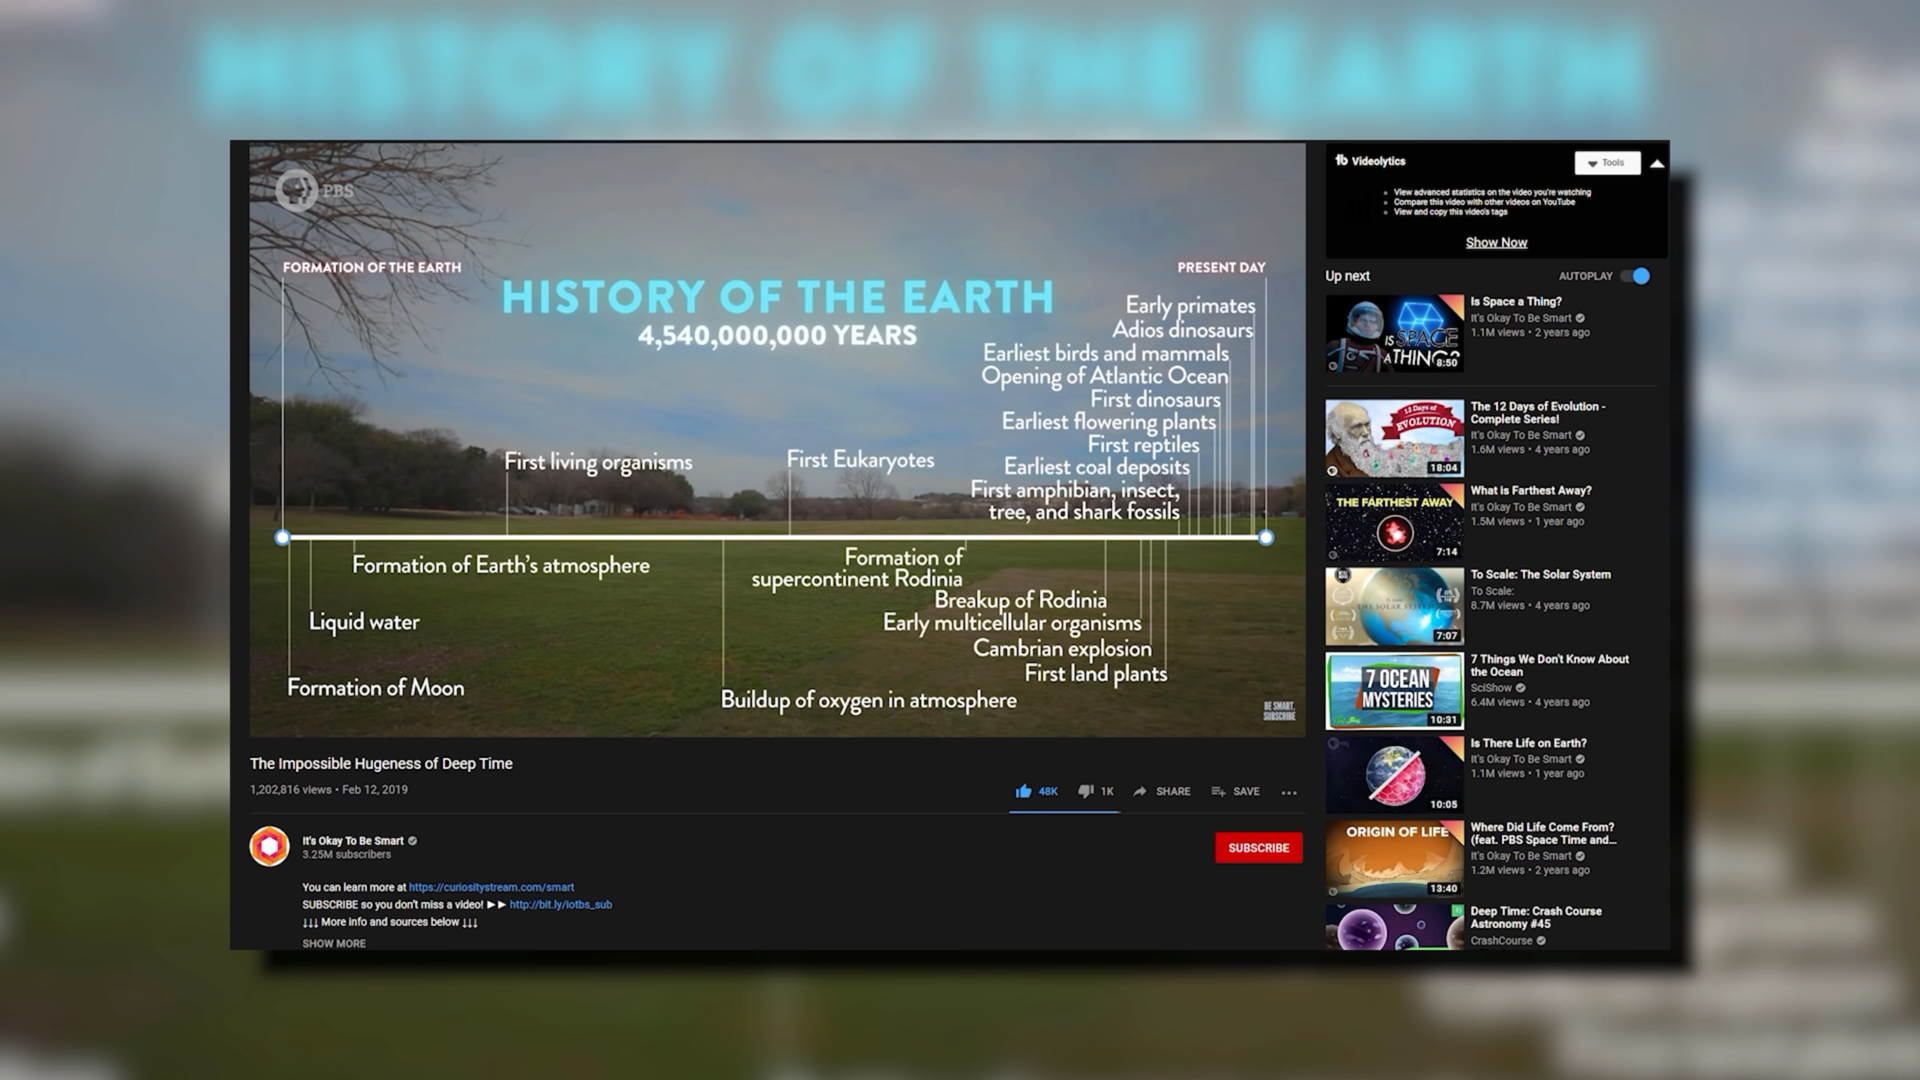 HISTORY OF THE EARTH
PBS
FORMATION OF THE EARTH
PRESENT DAY
HISTORY OF THE EARTH
4,540,000,000 YEARS
Early primates
Adios dinosaurs
Earliest birds and mammals
Opening of Atlantic Ocean
First dinosaurs
Earliest flowering plants
First reptiles
Earliest coal deposits
First amphibian, insect,
tree, and shark fossils
First living organisms
First Eukaryotes
Formation of Earth's atmosphere
Formation of
supercontinent Rodinia
Breakup of Rodinia
Early multicellular organisms
Cambrian explosion
First land plants
Liquid water
Formation of Moon
Buildup of oxygen in atmosphere
BE SMART.
SUBSCRIBE
The Impossible Hugeness of Deep Time
1,202,816 views • Feb 12, 2019
48K
1K
SHARE
SAVE
It's Okay To Be Smart
3.25M subscribers
SUBSCRIBE
You can learn more at https://curiositystream.com/smart
SUBSCRIBE so you don't miss a video! ►► http://bit.ly/iotbs_sub
↓↓↓ More info and sources below ↓↓↓
SHOW MORE
tb Videolytics
Tools
• View advanced statistics on the video you're watching
• Compare this video with other videos on YouTube
• View and copy this video's tags
Show Now
Up next
AUTOPLAY
IS SPACE
A THING?
8:50
Is Space a Thing?
It's Okay To Be Smart
1.1M views • 2 years ago
12 Days of
EVOLUTION
18:04
The 12 Days of Evolution -
Complete Series!
It's Okay To Be Smart
1.6M views • 4 years ago
THE FARTHEST AWAY
7:14
What is Farthest Away?
It's Okay To Be Smart
1.5M views • 1 year ago
THE SOLAR SYSTEM
7:07
To Scale: The Solar System
To Scale:
8.7M views • 4 years ago
7 OCEAN
MYSTERIES
10:31
7 Things We Don't Know About
the Ocean
SciShow
6.4M views • 4 years ago
10:05
Is There Life on Earth?
It's Okay To Be Smart
1.1M views • 1 year ago
ORIGIN OF LIFE
13:40
Where Did Life Come From?
(feat. PBS Space Time and...
It's Okay To Be Smart
1.2M views • 2 years ago
Deep Time: Crash Course
Astronomy #45
CrashCourse